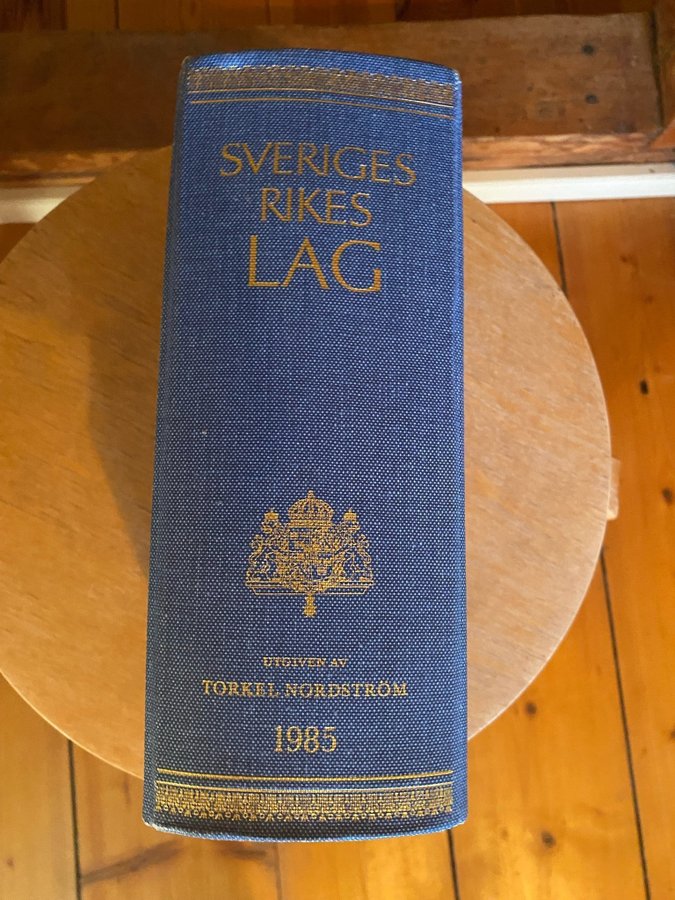 SVERIGES
RIKES
LAG
UTGIVEN AV
TORKEL NORDSTRÖM
1985